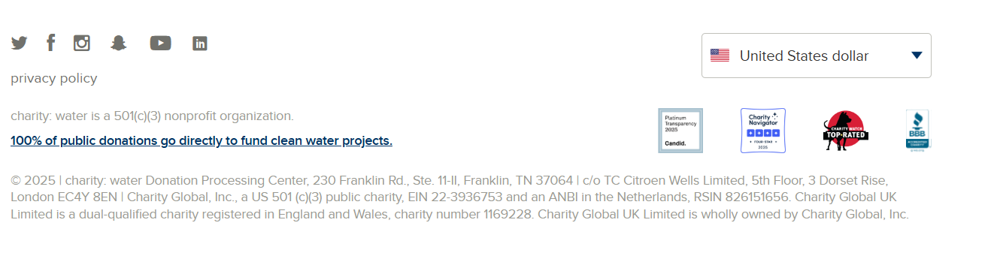 United States dollar
privacy policy
charity: water is a 501(c)(3) nonprofit organization.
100% of public donations go directly to fund clean water projects.
Platinum
Transparency
2025
Candid.
Charity
Navigator
FOUR-STAR
2025
CHARITY WATCH
TOP-RATED
BBB
ACCREDITED
CHARITY
give.org
© 2025 | charity: water Donation Processing Center, 230 Franklin Rd., Ste. 11-II, Franklin, TN 37064 | c/o TC Citroen Wells Limited, 5th Floor, 3 Dorset Rise,
London EC4Y 8EN | Charity Global, Inc., a US 501 (c)(3) public charity, EIN 22-3936753 and an ANBI in the Netherlands, RSIN 826151656. Charity Global UK
Limited is a dual-qualified charity registered in England and Wales, charity number 1169228. Charity Global UK Limited is wholly owned by Charity Global, Inc.